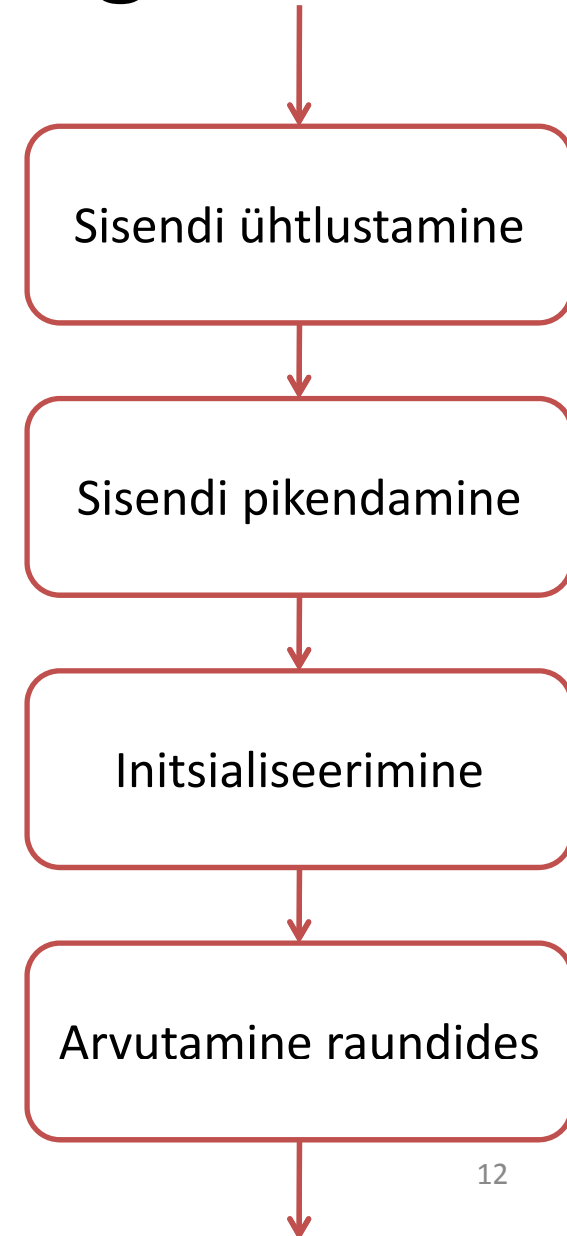 Sisendi ühtlustamine
Sisendi pikendamine
Initsialiseerimine
Arvutamine raundides
12